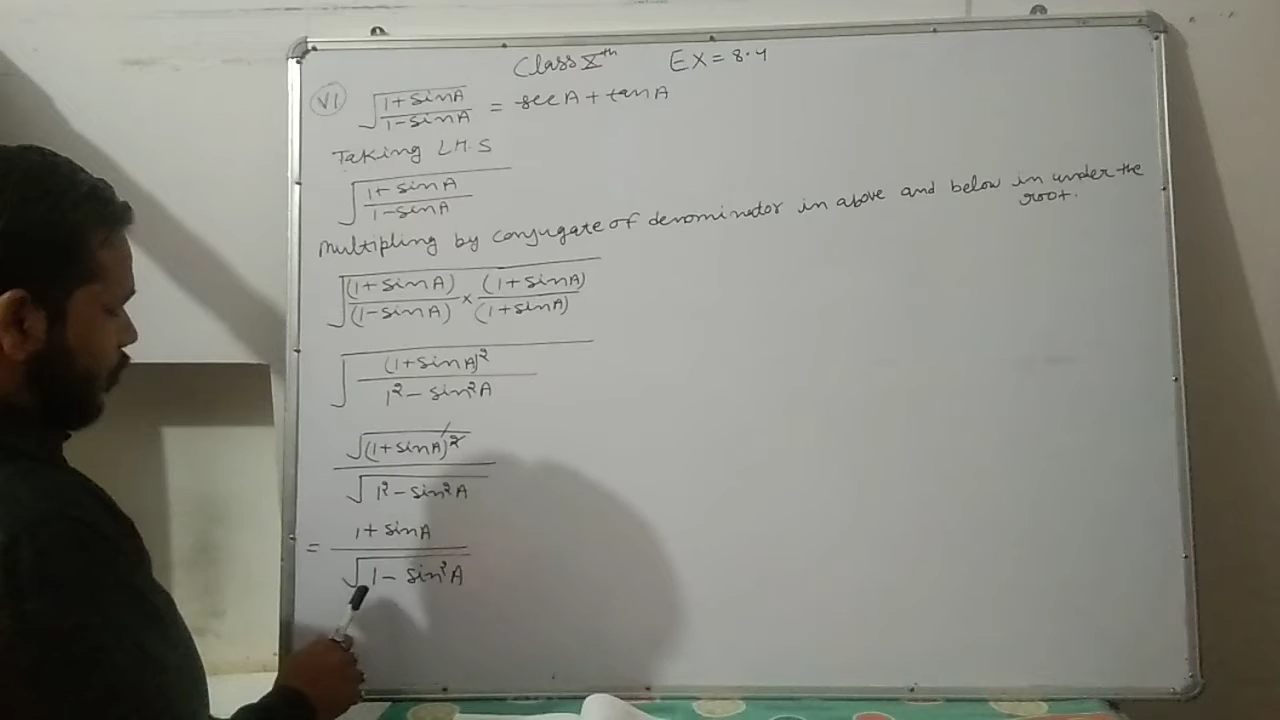 Class Xth EX = 8.4
(VI) √(1+sinA / 1-sinA) = secA + tanA
Taking LH.S
√(1+ sinA / 1-sinA)
Multipling by conjugate of denominator in above and below in under the root.
√((1+sinA) / (1-sinA) × (1+sinA) / (1+sinA))
√((1+sinA)² / 1² - sin²A)
√(1+sinA)² / √1²-sin²A
= 1+ sinA / √1- sin²A